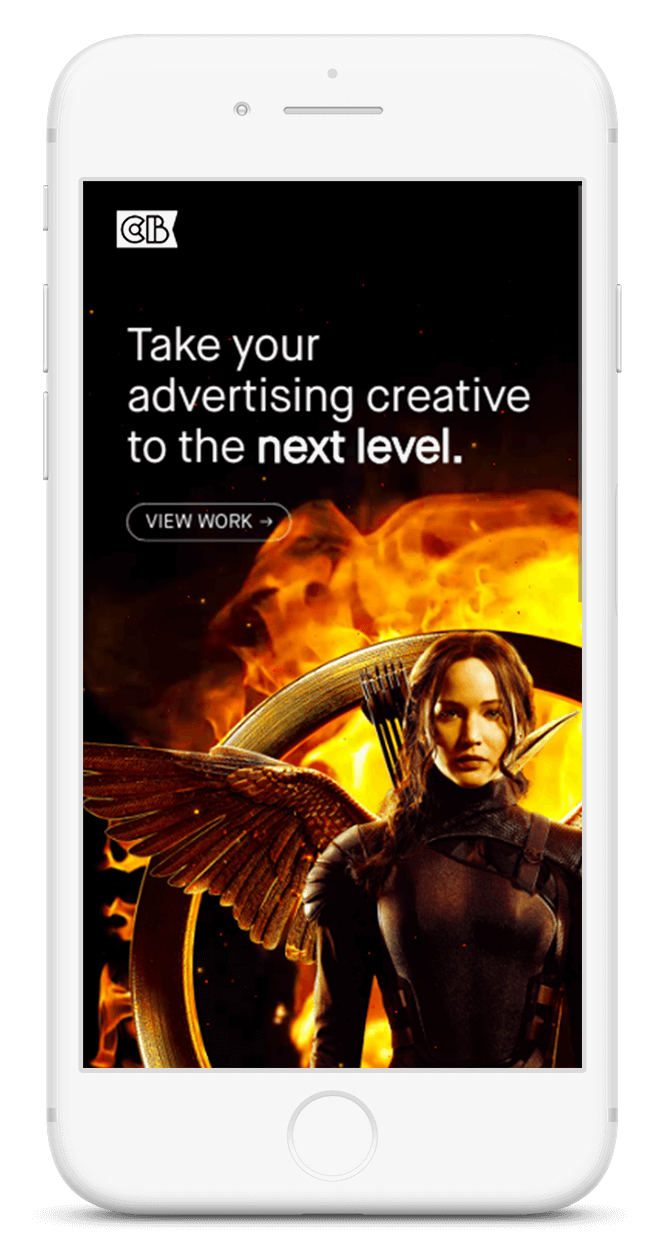 CB
Take your
advertising creative
to the next level.
VIEW WORK →